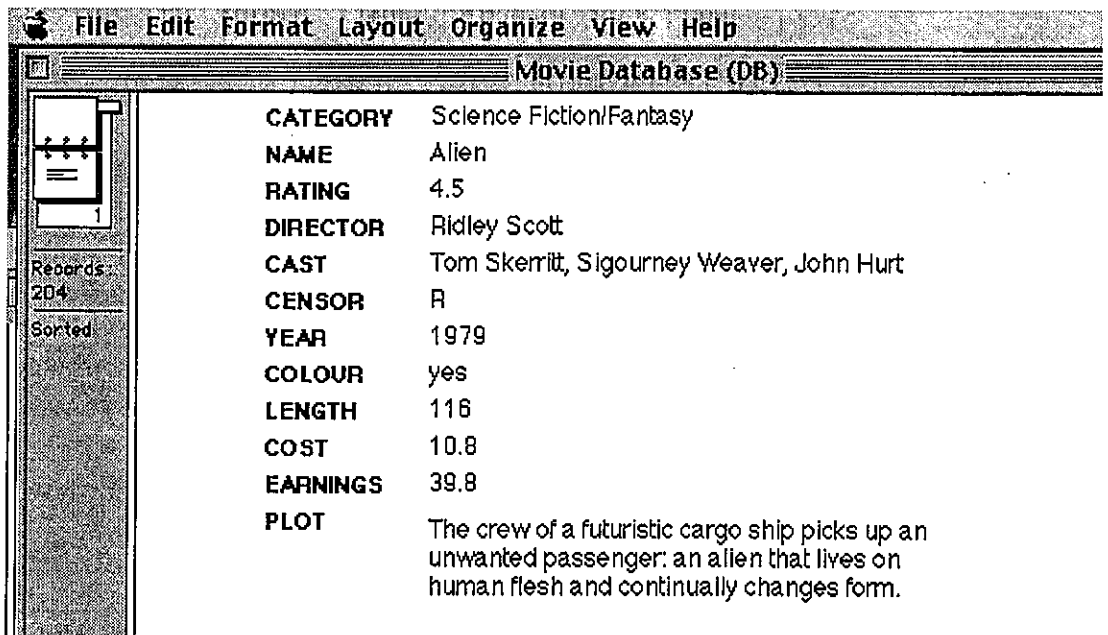 File Edit Format Layout Organize View Help
Movie Database (DB)
1
Records:
204
Sorted
CATEGORY Science Fiction/Fantasy
NAME Alien
RATING 4.5
DIRECTOR Ridley Scott
CAST Tom Skerritt, Sigourney Weaver, John Hurt
CENSOR R
YEAR 1979
COLOUR yes
LENGTH 116
COST 10.8
EARNINGS 39.8
PLOT The crew of a futuristic cargo ship picks up an
unwanted passenger: an alien that lives on
human flesh and continually changes form.